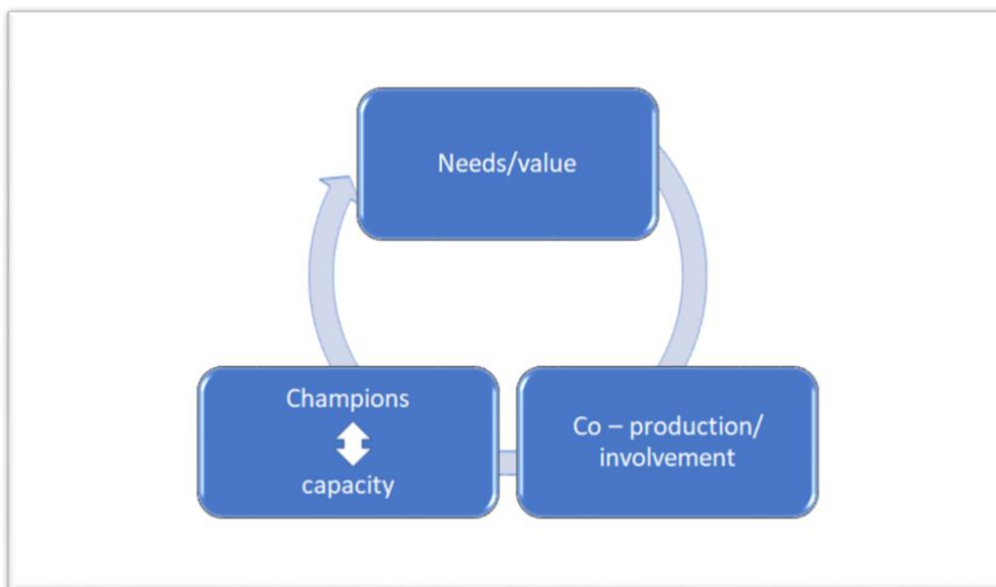 Needs/value
Champions
capacity
Co – production/
involvement